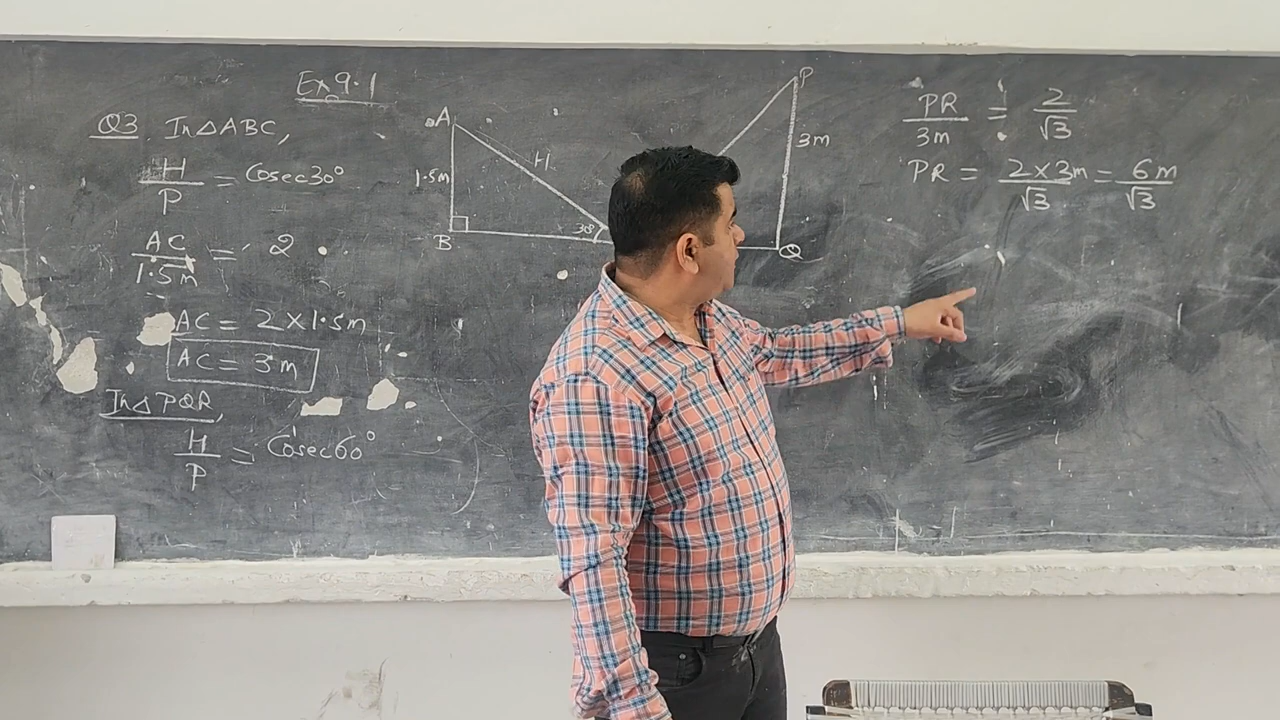 Ex 9.1
Q3 In △ABC,
H/P = Cosec30°
AC/1.5m = 2
AC = 2×1.5m
AC = 3m
In △PQR,
H/P = Cosec60°
A
H
1.5m
B
30°
P
3m
Q
PR/3m = 2/√3
PR = 2×3m/√3 = 6m/√3